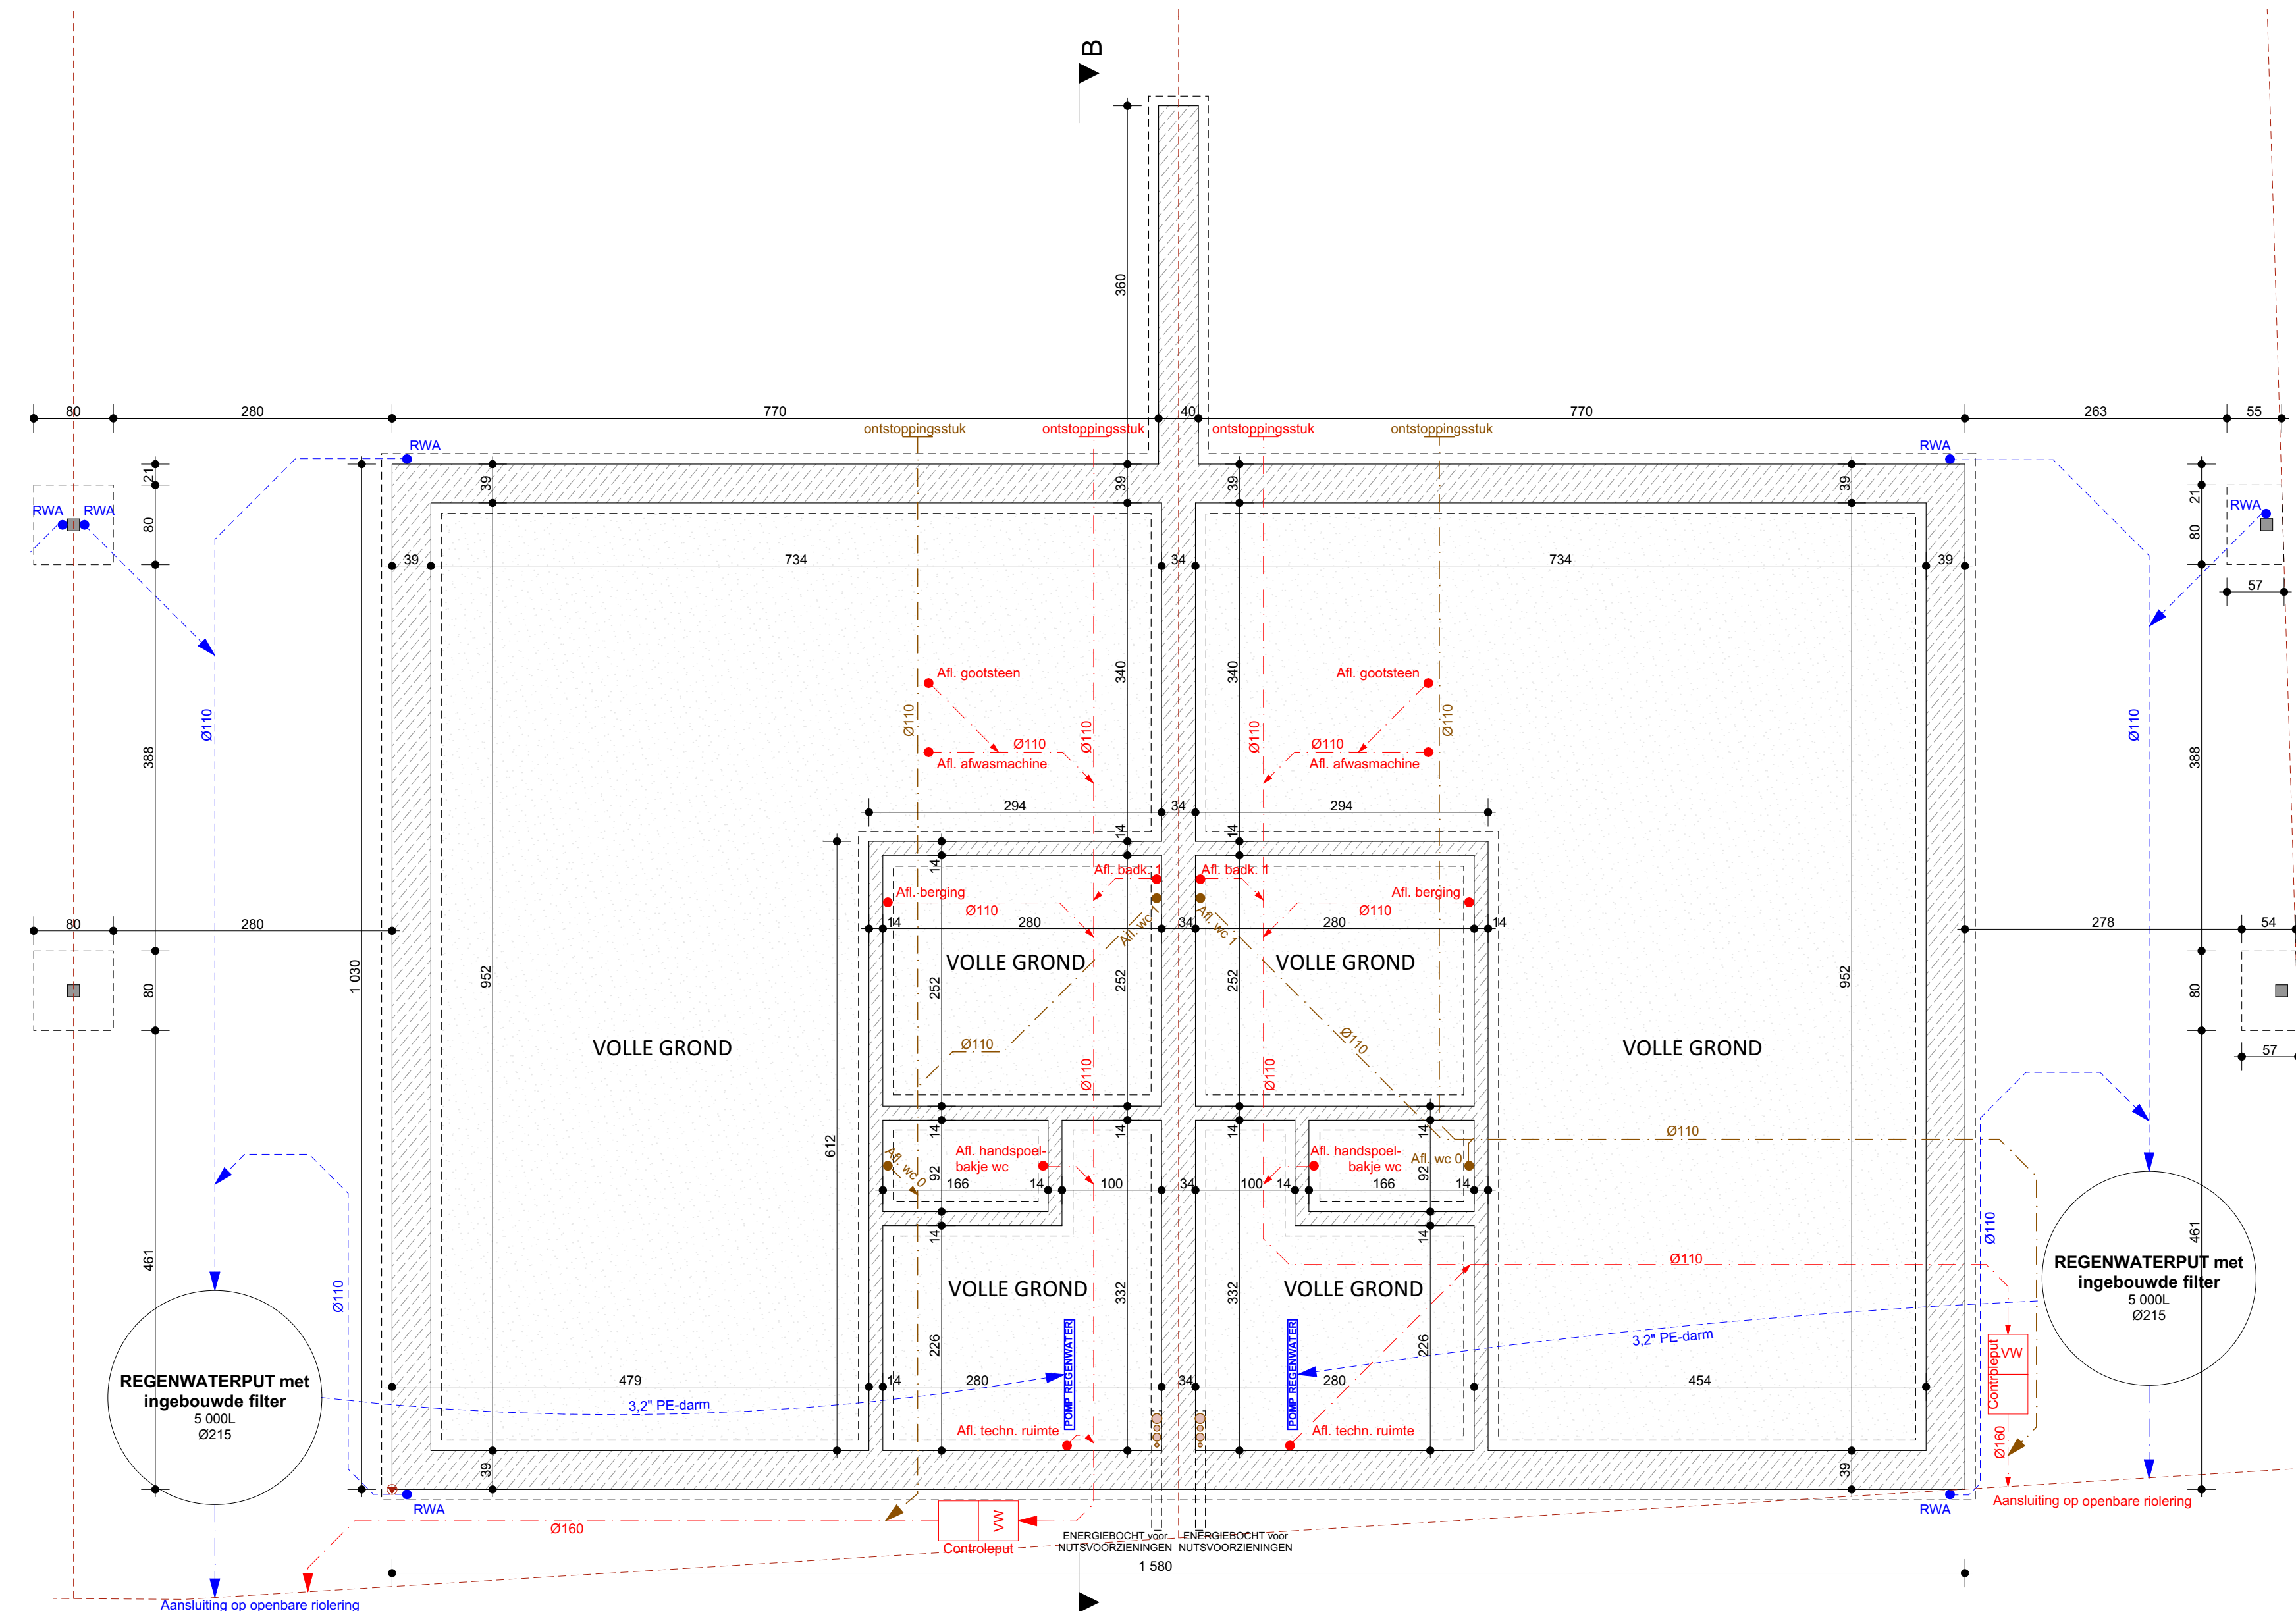 B
360
80
280
770
40
770
263
55
ontstoppingsstuk
ontstoppingsstuk
ontstoppingsstuk
ontstoppingsstuk
RWA
RWA
21
39
39
39
39
21
RWA
RWA
RWA
80
80
39
734
34
734
39
57
Afl. gootsteen
Afl. gootsteen
340
340
Ø110
Ø110
Ø110
Ø110
Ø110
Ø110
Ø110
Ø110
Afl. afwasmachine
Afl. afwasmachine
388
388
294
34
294
14
14
14
Afl. badk. 1
Afl. badk. 1
Afl. berging
Afl. berging
Ø110
Ø110
Afl. wc 1
Afl. wc 1
80
280
14
280
34
280
14
278
54
VOLLE GROND
VOLLE GROND
1 030
952
252
252
252
952
80
80
Ø110
Ø110
Ø110
Ø110
VOLLE GROND
VOLLE GROND
57
612
14
14
14
14
Ø110
Afl. wc 0
Afl. handspoel-
bakje wc
Afl. handspoel-
bakje wc
Afl. wc 0
92
92
166
14
100
34
100
14
166
14
14
14
461
461
Ø110
Ø110
Ø110
VOLLE GROND
VOLLE GROND
332
332
226
226
REGENWATERPUT met
ingebouwde filter
5 000L
Ø215
POMP REGENWATER
POMP REGENWATER
3,2" PE-darm
VW
Controleput
REGENWATERPUT met
ingebouwde filter
5 000L
Ø215
479
14
280
34
280
454
3,2" PE-darm
Afl. techn. ruimte
Afl. techn. ruimte
Ø160
39
39
RWA
RWA
Aansluiting op openbare riolering
Ø160
VW
Controleput
ENERGIEBOCHT voor
NUTSVOORZIENINGEN
ENERGIEBOCHT voor
NUTSVOORZIENINGEN
1 580
Aansluiting op openbare riolering